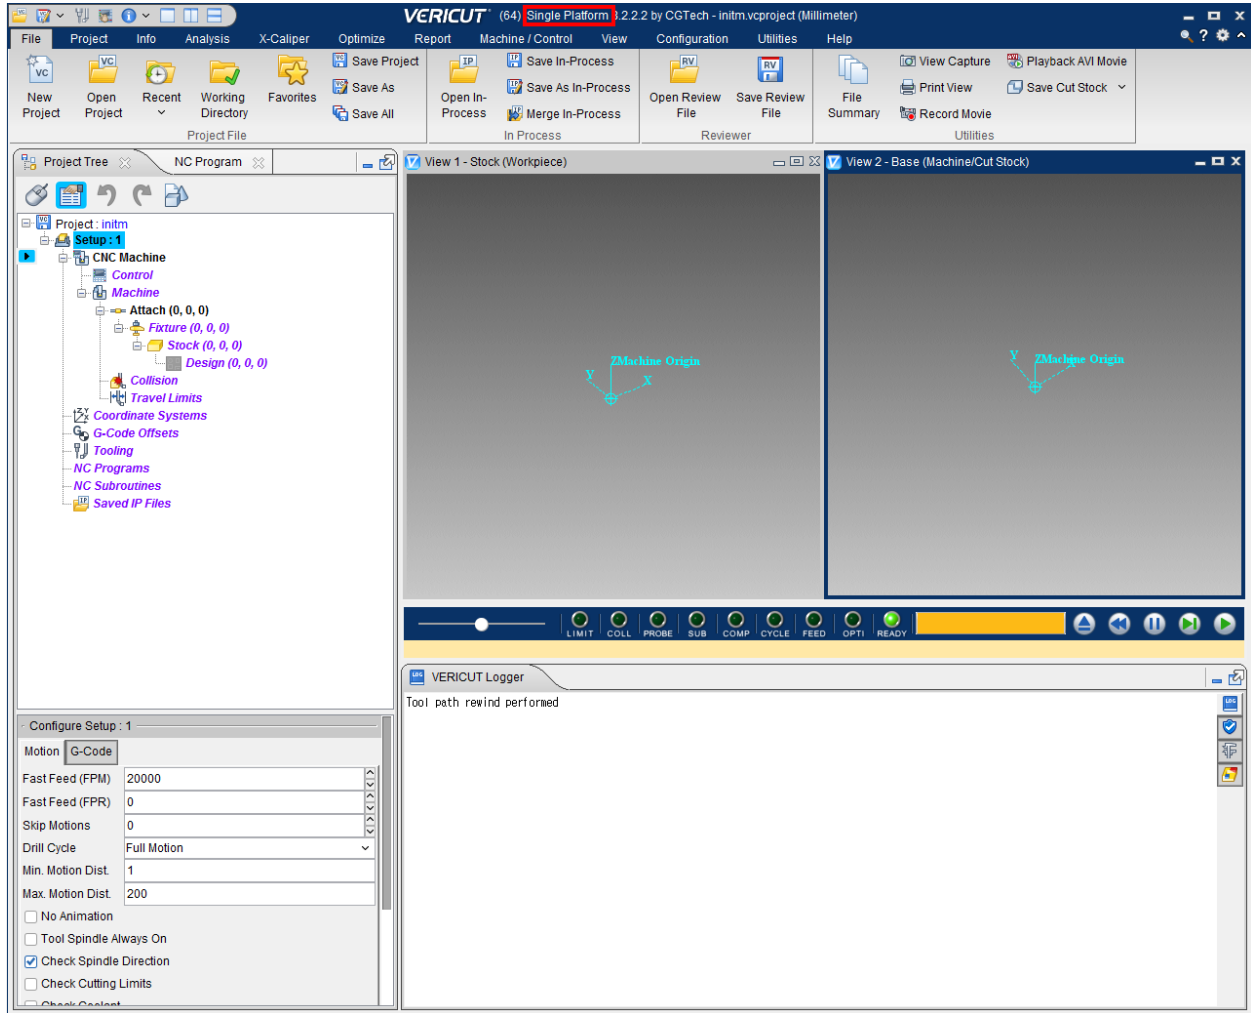 VERICUT (64) Single Platform 8.2.2.2 by CGTech - initm.vcproject (Millimeter)
File Project Info Analysis X-Caliper Optimize Report Machine / Control View Configuration Utilities Help
New Project
Open Project
Recent
Working Directory
Favorites
Save Project
Save As
Save All
Project File
Open In-Process
Save In-Process
Save As In-Process
Merge In-Process
In Process
Open Review File
Save Review File
Reviewer
File Summary
View Capture
Print View
Record Movie
Playback AVI Movie
Save Cut Stock
Utilities
Project Tree
NC Program
Project : initm
Setup : 1
CNC Machine
Control
Machine
Attach (0, 0, 0)
Fixture (0, 0, 0)
Stock (0, 0, 0)
Design (0, 0, 0)
Collision
Travel Limits
Coordinate Systems
G-Code Offsets
Tooling
NC Programs
NC Subroutines
Saved IP Files
Configure Setup : 1
Motion G-Code
Fast Feed (FPM) 20000
Fast Feed (FPR) 0
Skip Motions 0
Drill Cycle Full Motion
Min. Motion Dist. 1
Max. Motion Dist. 200
No Animation
Tool Spindle Always On
Check Spindle Direction
Check Cutting Limits
Check Coolant
View 1 - Stock (Workpiece)
ZMachine Origin
Y
X
View 2 - Base (Machine/Cut Stock)
Y
ZMachine Origin
X
LIMIT COLL PROBE SUB COMP CYCLE FEED OPTI READY
VERICUT Logger
Tool path rewind performed